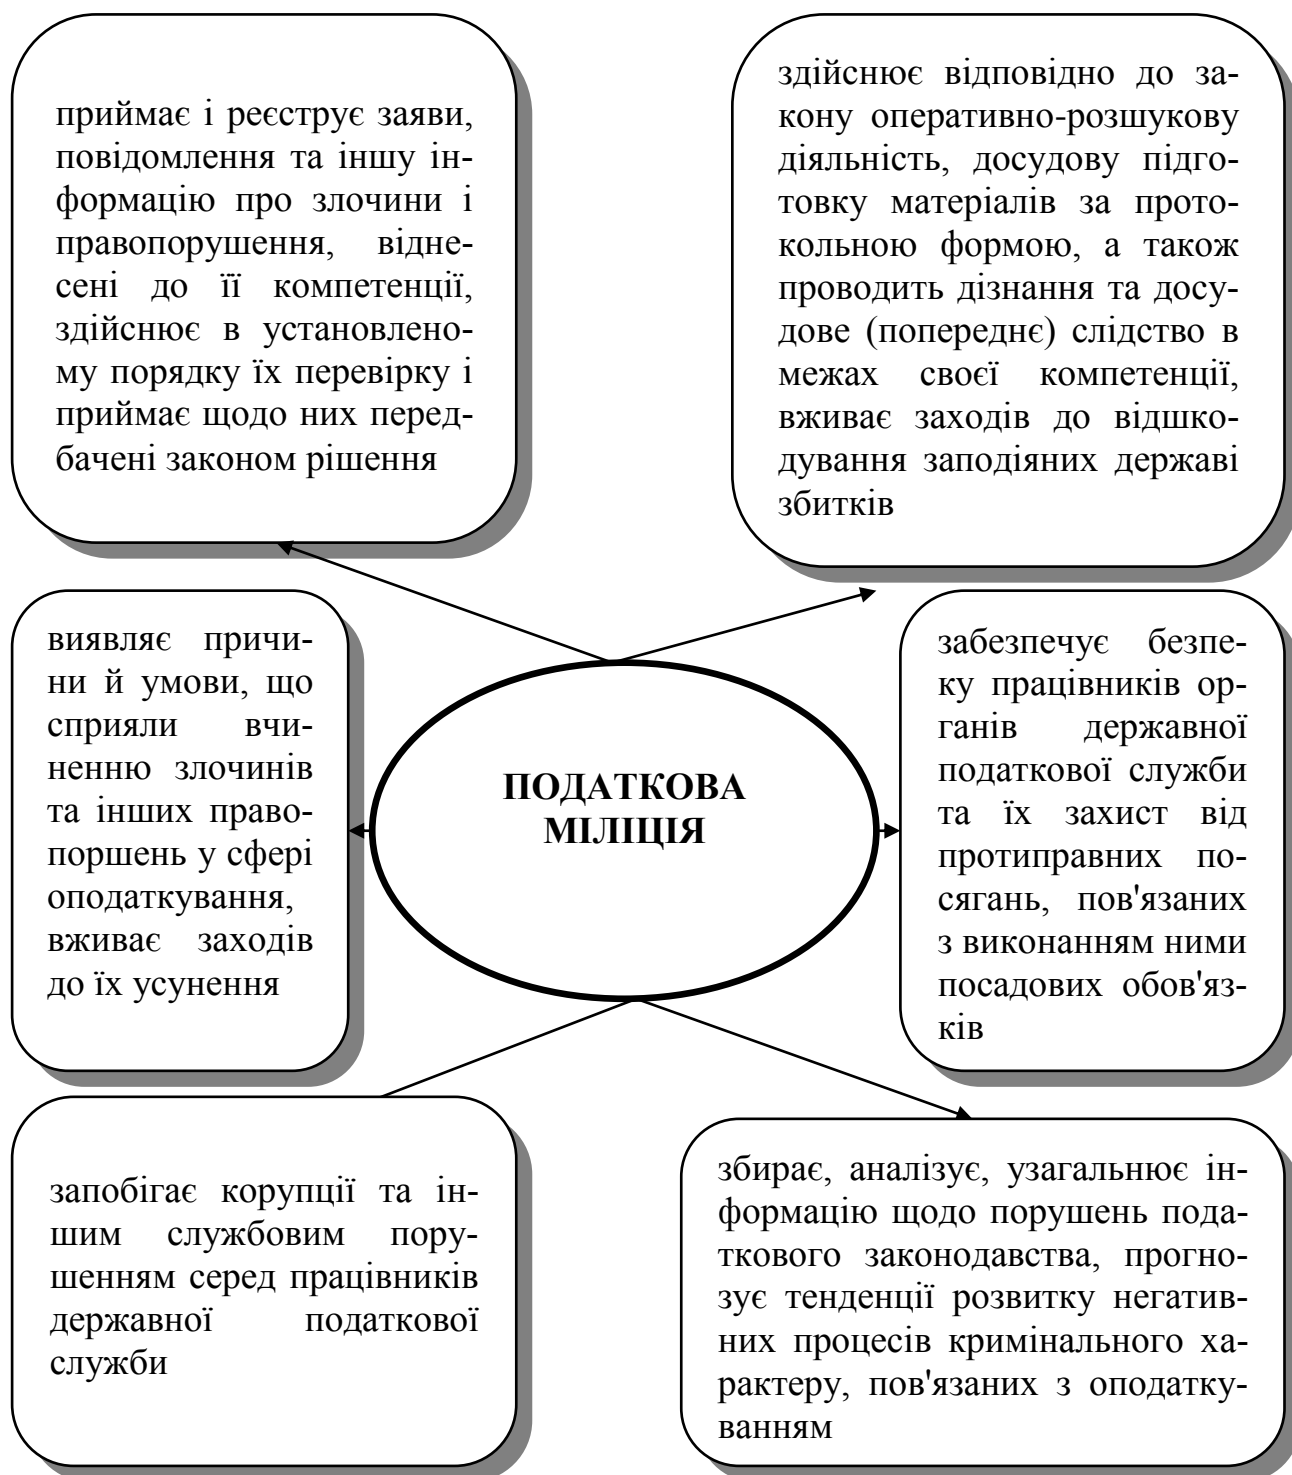 приймає і реєструє заяви,
повідомлення та іншу ін-
формацію про злочини і
правопорушення, відне-
сені до її компетенції,
здійснює в установлено-
му порядку їх перевірку і
приймає щодо них перед-
бачені законом рішення
здійснює відповідно до за-
кону оперативно-розшукову
діяльність, досудову підго-
товку матеріалів за прото-
кольною формою, а також
проводить дізнання та досу-
дове (попереднє) слідство в
межах своєї компетенції,
вживає заходів до відшко-
дування заподіяних державі
збитків
виявляє причи-
ни й умови, що
сприяли вчи-
ненню злочинів
та інших право-
поршень у сфері
оподаткування,
вживає заходів
до їх усунення
ПОДАТКОВА
МІЛІЦІЯ
забезпечує безпе-
ку працівників ор-
ганів державної
податкової служби
та їх захист від
протиправних по-
сягань, пов'язаних
з виконанням ними
посадових обов'яз-
ків
запобігає корупції та ін-
шим службовим пору-
шенням серед працівників
державної податкової
служби
збирає, аналізує, узагальнює ін-
формацію щодо порушень пода-
ткового законодавства, прогно-
зує тенденції розвитку негатив-
них процесів кримінального ха-
рактеру, пов'язаних з оподатку-
ванням